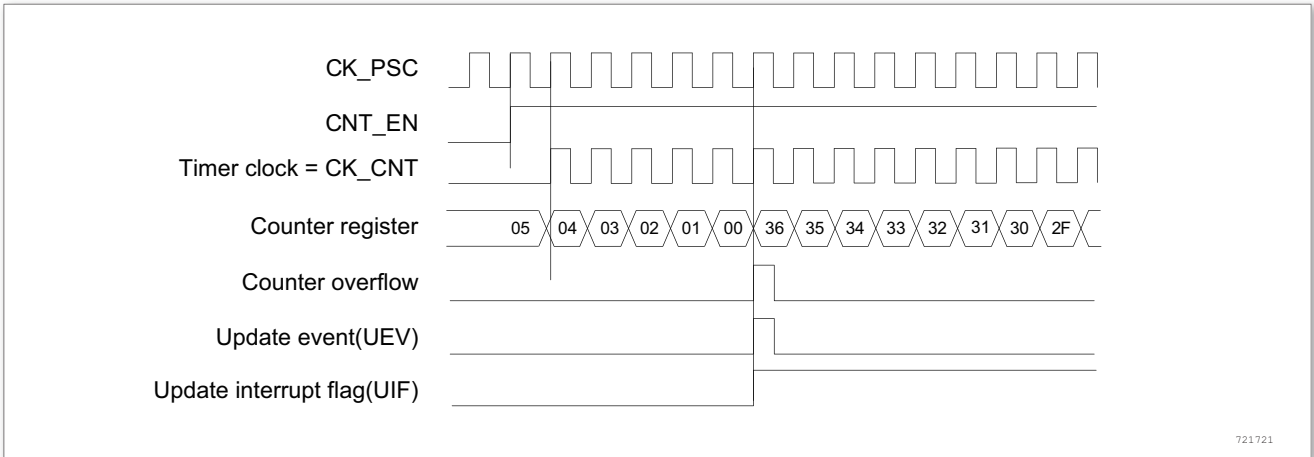 CK_PSC
CNT_EN
Timer clock = CK_CNT
Counter register 05 04 03 02 01 00 36 35 34 33 32 31 30 2F
Counter overflow
Update event(UEV)
Update interrupt flag(UIF)
721721